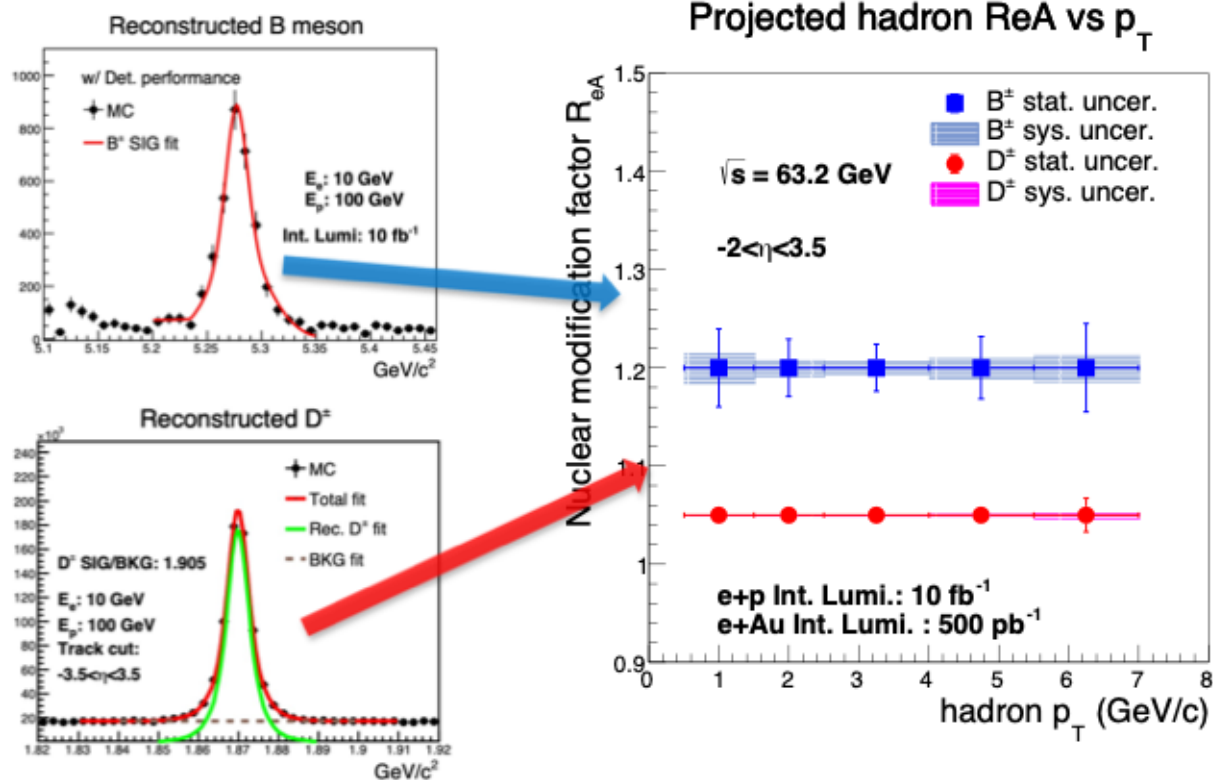 Reconstructed B meson
w/ Det. performance
MC
B± SIG fit
E_e: 10 GeV
E_p: 100 GeV
Int. Lumi: 10 fb⁻¹
1000
800
600
400
200
0
5.1 5.15 5.2 5.25 5.3 5.35 5.4 5.45
GeV/c²
Reconstructed D±
×10³
MC
Total fit
Rec. D± fit
BKG fit
D± SIG/BKG: 1.905
E_e: 10 GeV
E_p: 100 GeV
Track cut:
-3.5<η<3.5
240
220
200
180
160
140
120
100
80
60
40
20
1.82 1.83 1.84 1.85 1.86 1.87 1.88 1.89 1.9 1.91 1.92
GeV/c²
Projected hadron ReA vs p_T
Nuclear modification factor R_eA
B± stat. uncer.
B± sys. uncer.
D± stat. uncer.
D± sys. uncer.
√s = 63.2 GeV
-2<η<3.5
e+p Int. Lumi.: 10 fb⁻¹
e+Au Int. Lumi. : 500 pb⁻¹
1.5
1.4
1.3
1.2
1.1
1
0.9
0 1 2 3 4 5 6 7 8
hadron p_T (GeV/c)